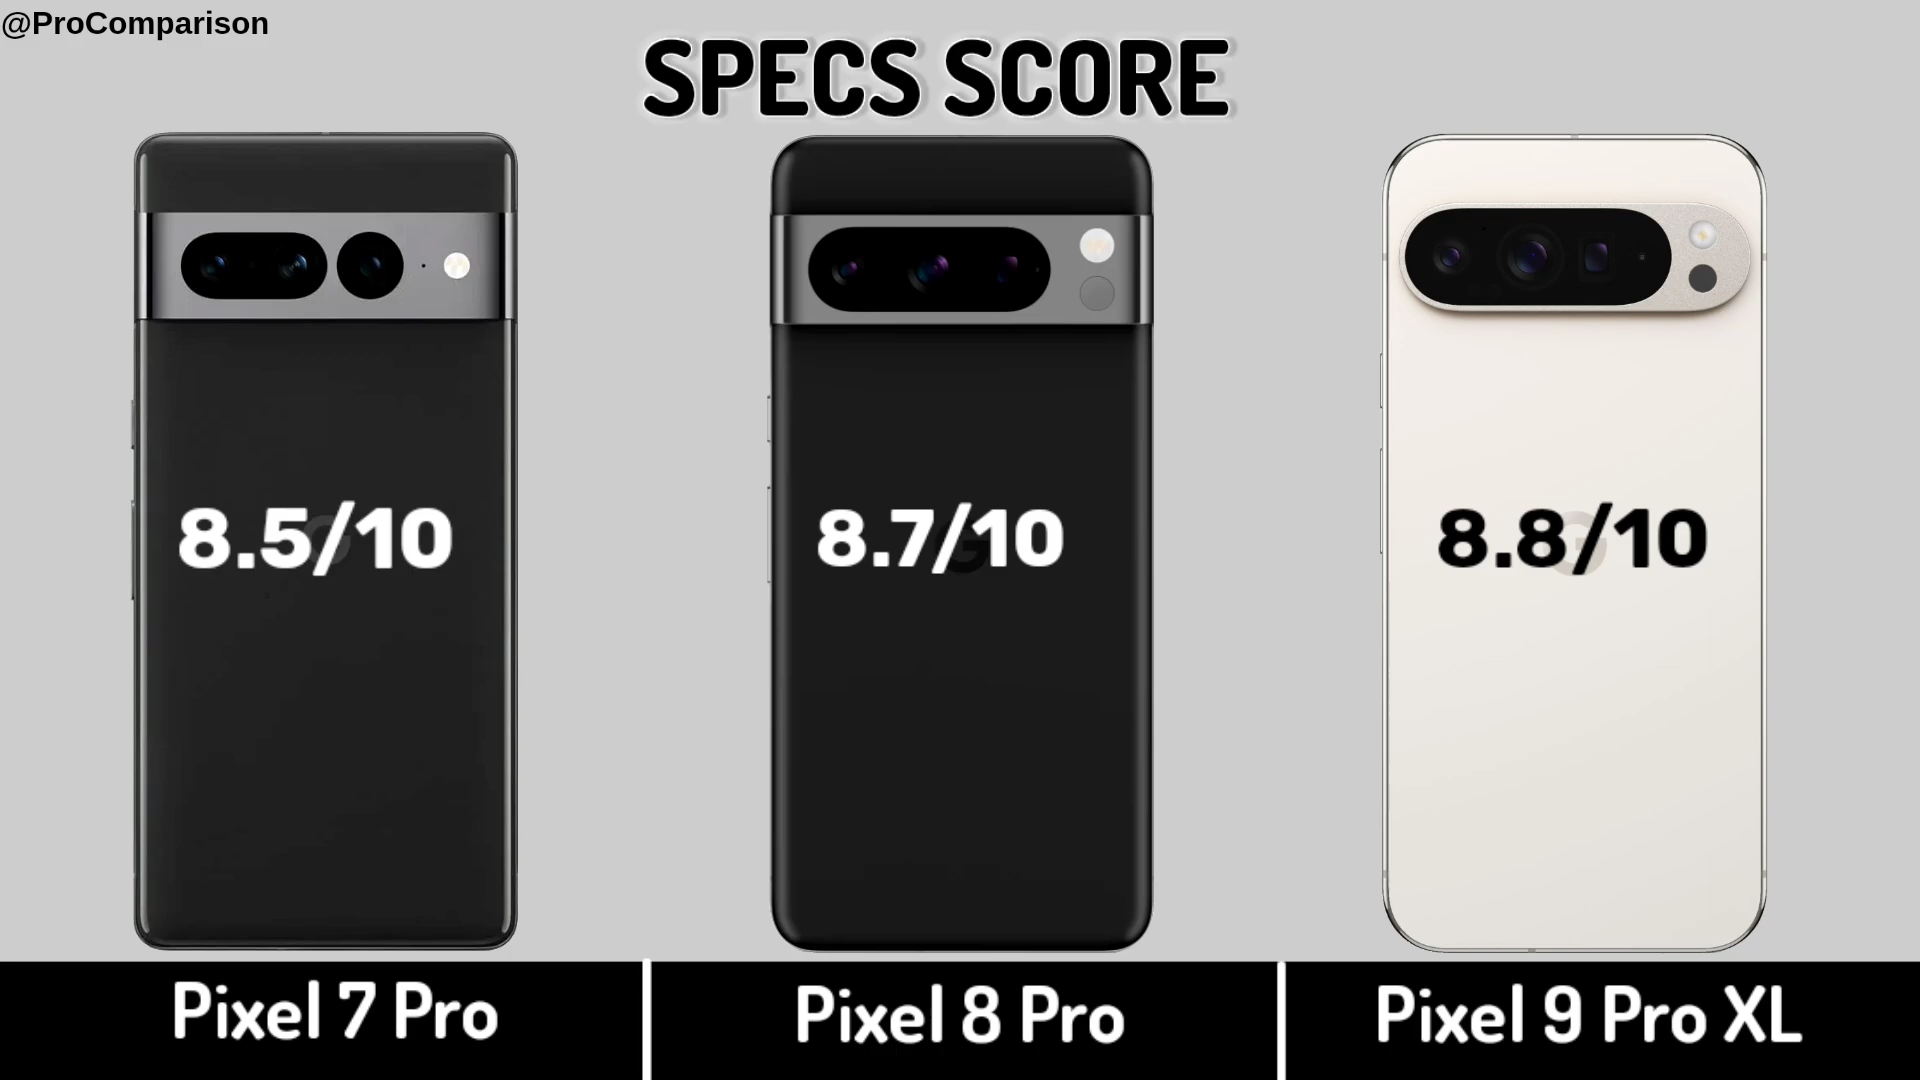 @ProComparison
SPECS SCORE
8.5/10
8.7/10
8.8/10
Pixel 7 Pro
Pixel 8 Pro
Pixel 9 Pro XL